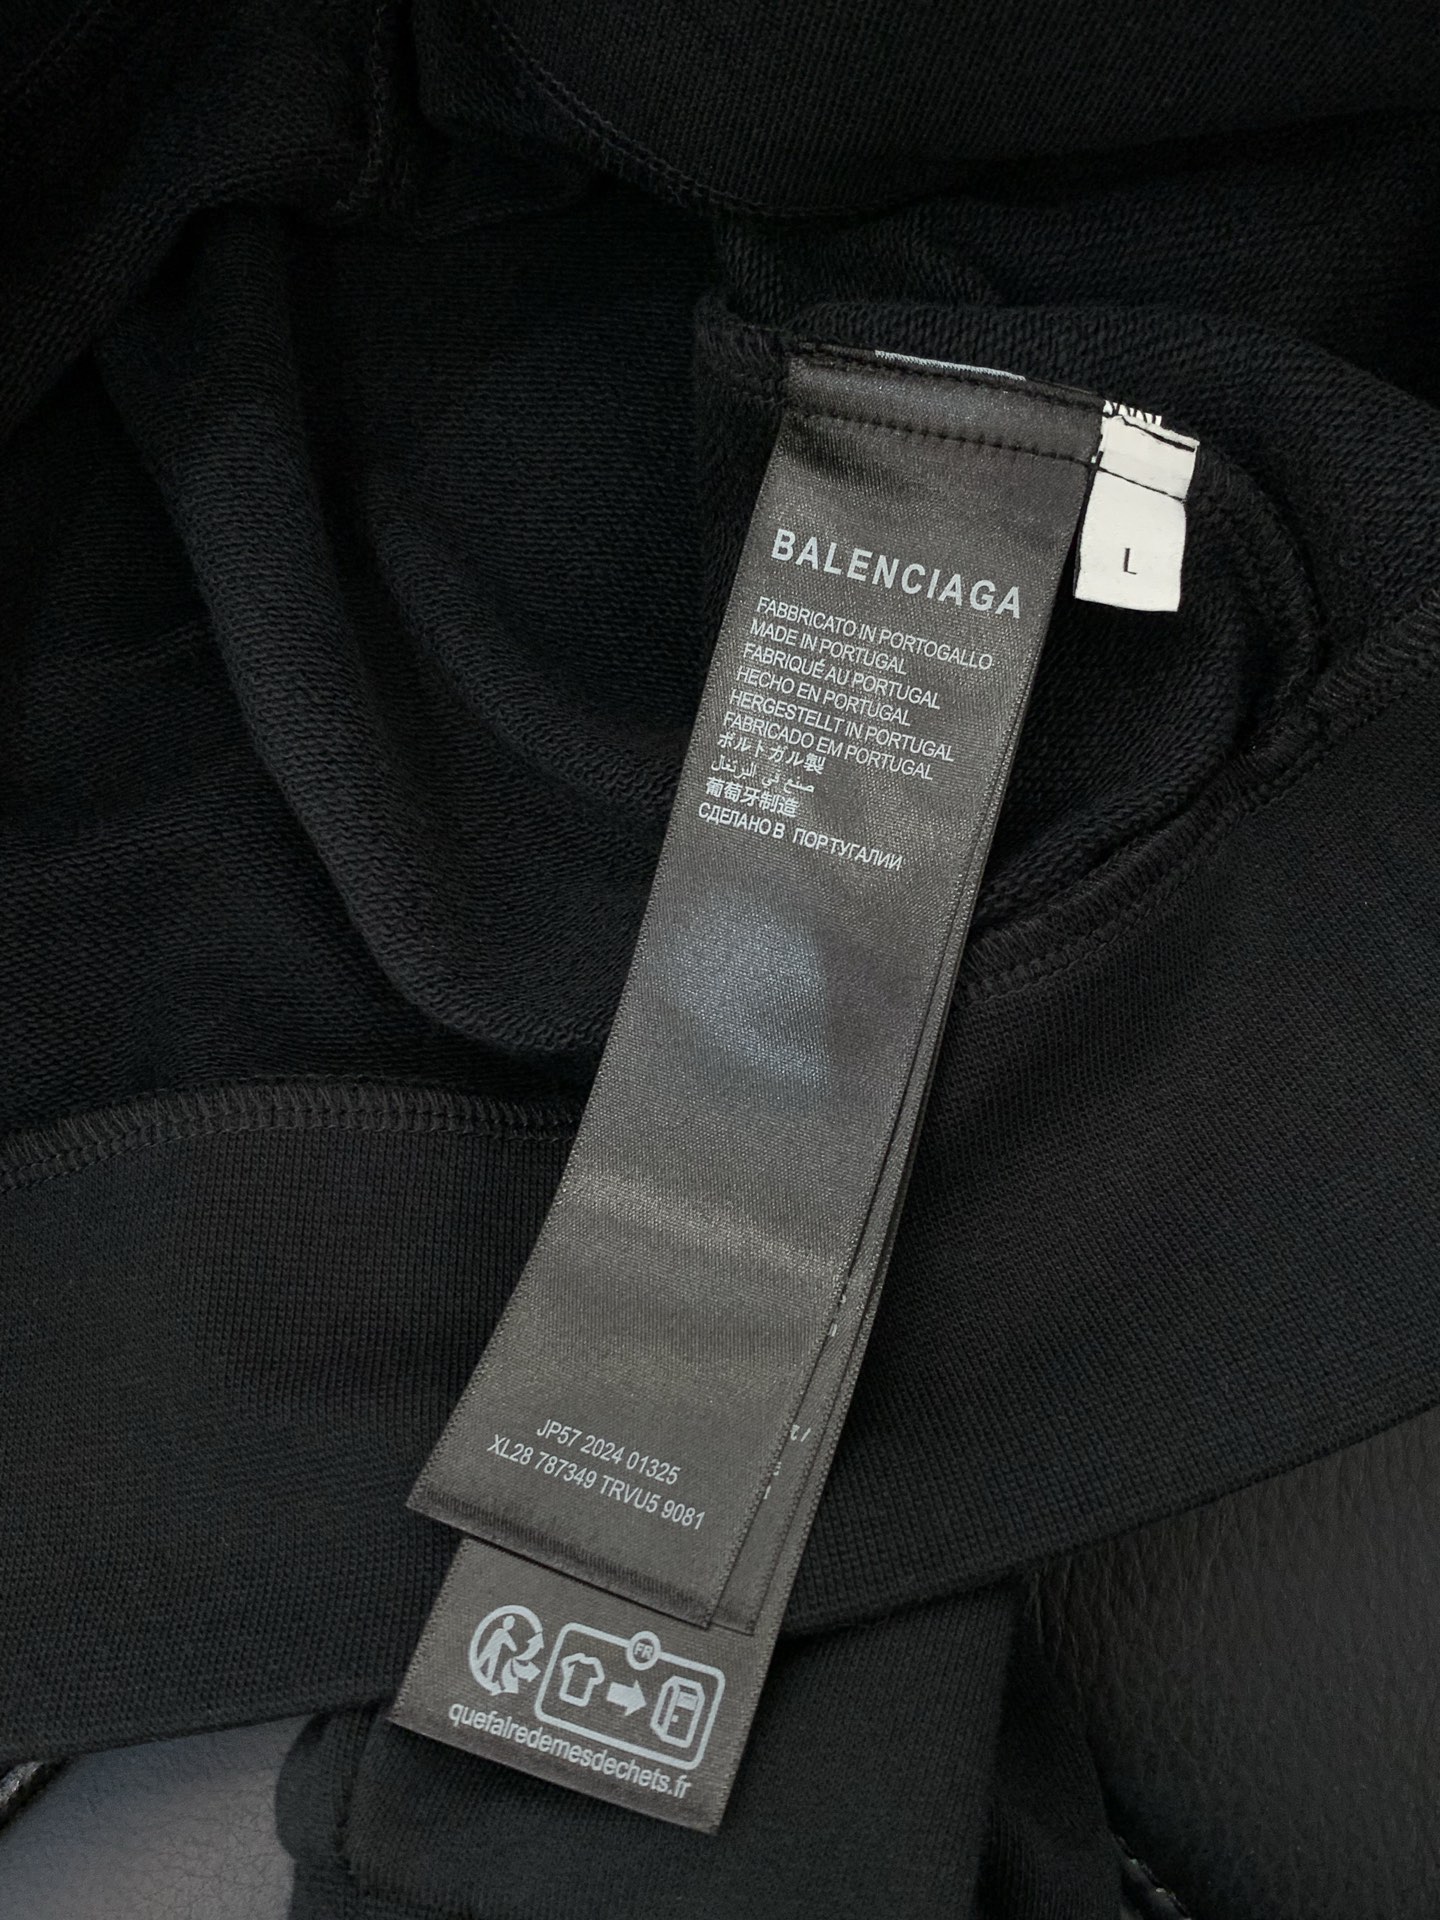 BALENCIAGA
FABBRICATO IN PORTOGALLO
MADE IN PORTUGAL
FABRIQUÉ AU PORTUGAL
HECHO EN PORTUGAL
HERGESTELLT IN PORTUGAL
FABRICADO EM PORTUGAL
ポルトガル製
صنع في البرتغال
葡萄牙制造
СДЕЛАНО В ПОРТУГАЛИИ
L
JP57 2024 01325
XL28 787349 TRVU5 9081
FR
quefairedemesdechets.fr